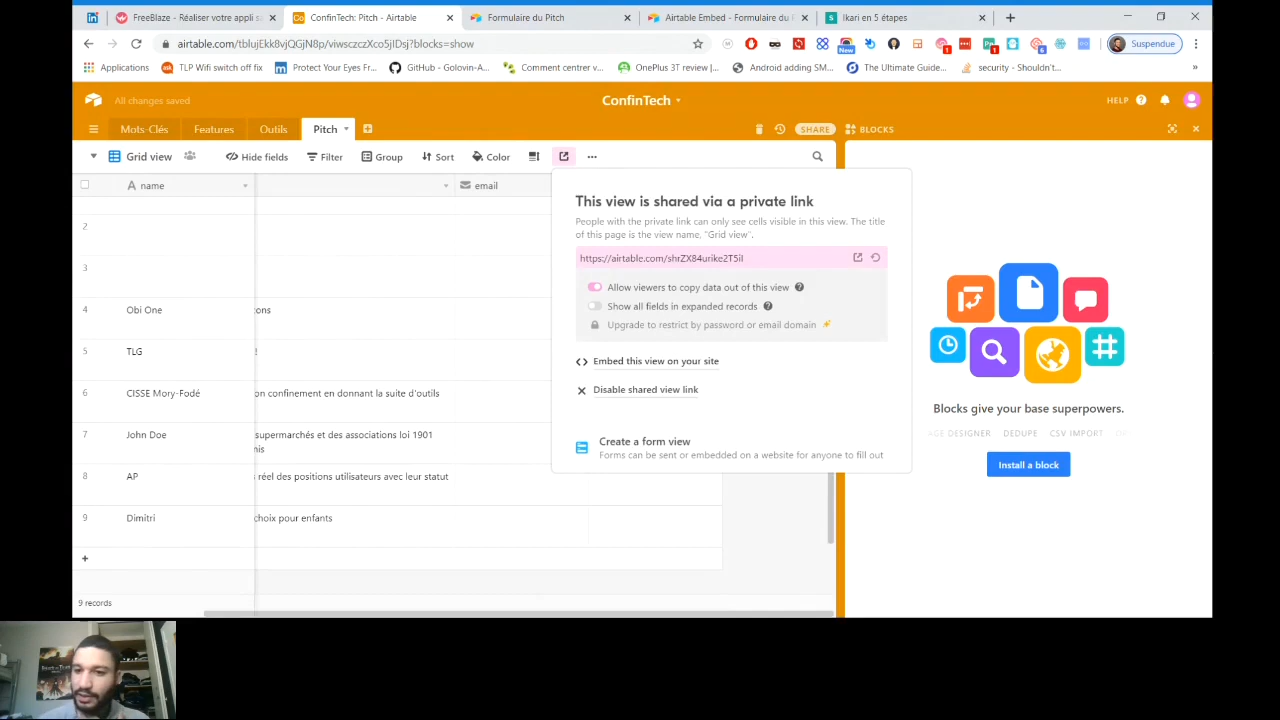 FreeBlaze - Réaliser votre appli s
ConfinTech: Pitch - Airtable
Formulaire du Pitch
Airtable Embed - Formulaire du P
Ikari en 5 étapes
airtable.com/tblujEkk8vpQGjN8p/viwsczczXco5jIDsj?blocks=show
New
Suspendue
Applications
TLP Wifi switch off fix
Protect Your Eyes Fr...
GitHub - Golovin-A...
Comment centrer v...
OnePlus 3T review |...
Android adding SM...
The Ultimate Guide...
security - Shouldn't...
All changes saved
ConfinTech
HELP
Mots-Clés
Features
Outils
Pitch
SHARE
BLOCKS
Grid view
Hide fields
Filter
Group
Sort
Color
name
email
2
3
4 Obi One ons
5 TLG !
6 CISSE Mory-Fodé on confinement en donnant la suite d'outils
7 John Doe supermarchés et des associations loi 1901
nis
8 AP réel des positions utilisateurs avec leur statut
9 Dimitri choix pour enfants
+
9 records
This view is shared via a private link
People with the private link can only see cells visible in this view. The title
of this page is the view name, "Grid view".
https://airtable.com/shrZX84urike2T5iI
Allow viewers to copy data out of this view
Show all fields in expanded records
Upgrade to restrict by password or email domain
Embed this view on your site
Disable shared view link
Create a form view
Forms can be sent or embedded on a website for anyone to fill out
Blocks give your base superpowers.
GE DESIGNER DEDUPE CSV IMPORT
Install a block